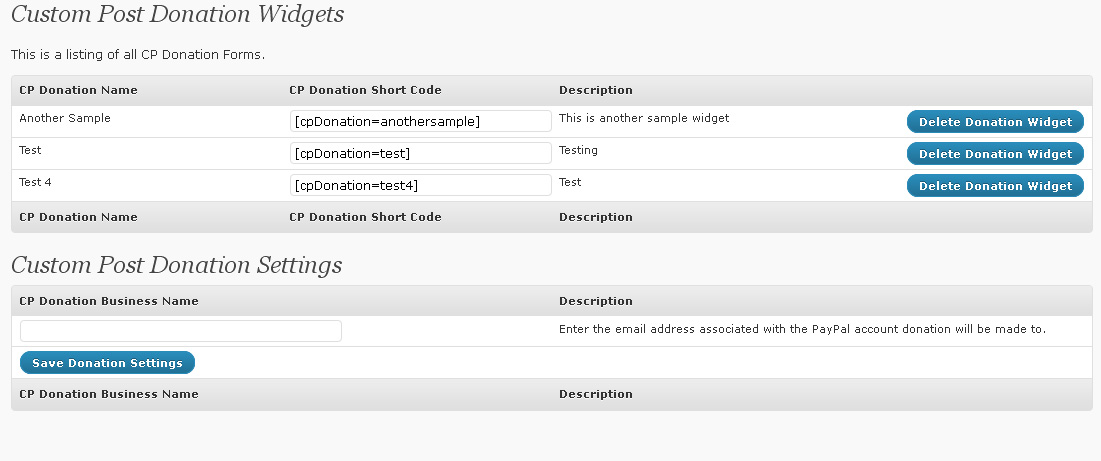 Custom Post Donation Widgets
This is a listing of all CP Donation Forms.
CP Donation Name CP Donation Short Code Description
Another Sample [cpDonation=anothersample] This is another sample widget Delete Donation Widget
Test [cpDonation=test] Testing Delete Donation Widget
Test 4 [cpDonation=test4] Test Delete Donation Widget
CP Donation Name CP Donation Short Code Description
Custom Post Donation Settings
CP Donation Business Name Description
Enter the email address associated with the PayPal account donation will be made to.
Save Donation Settings
CP Donation Business Name Description